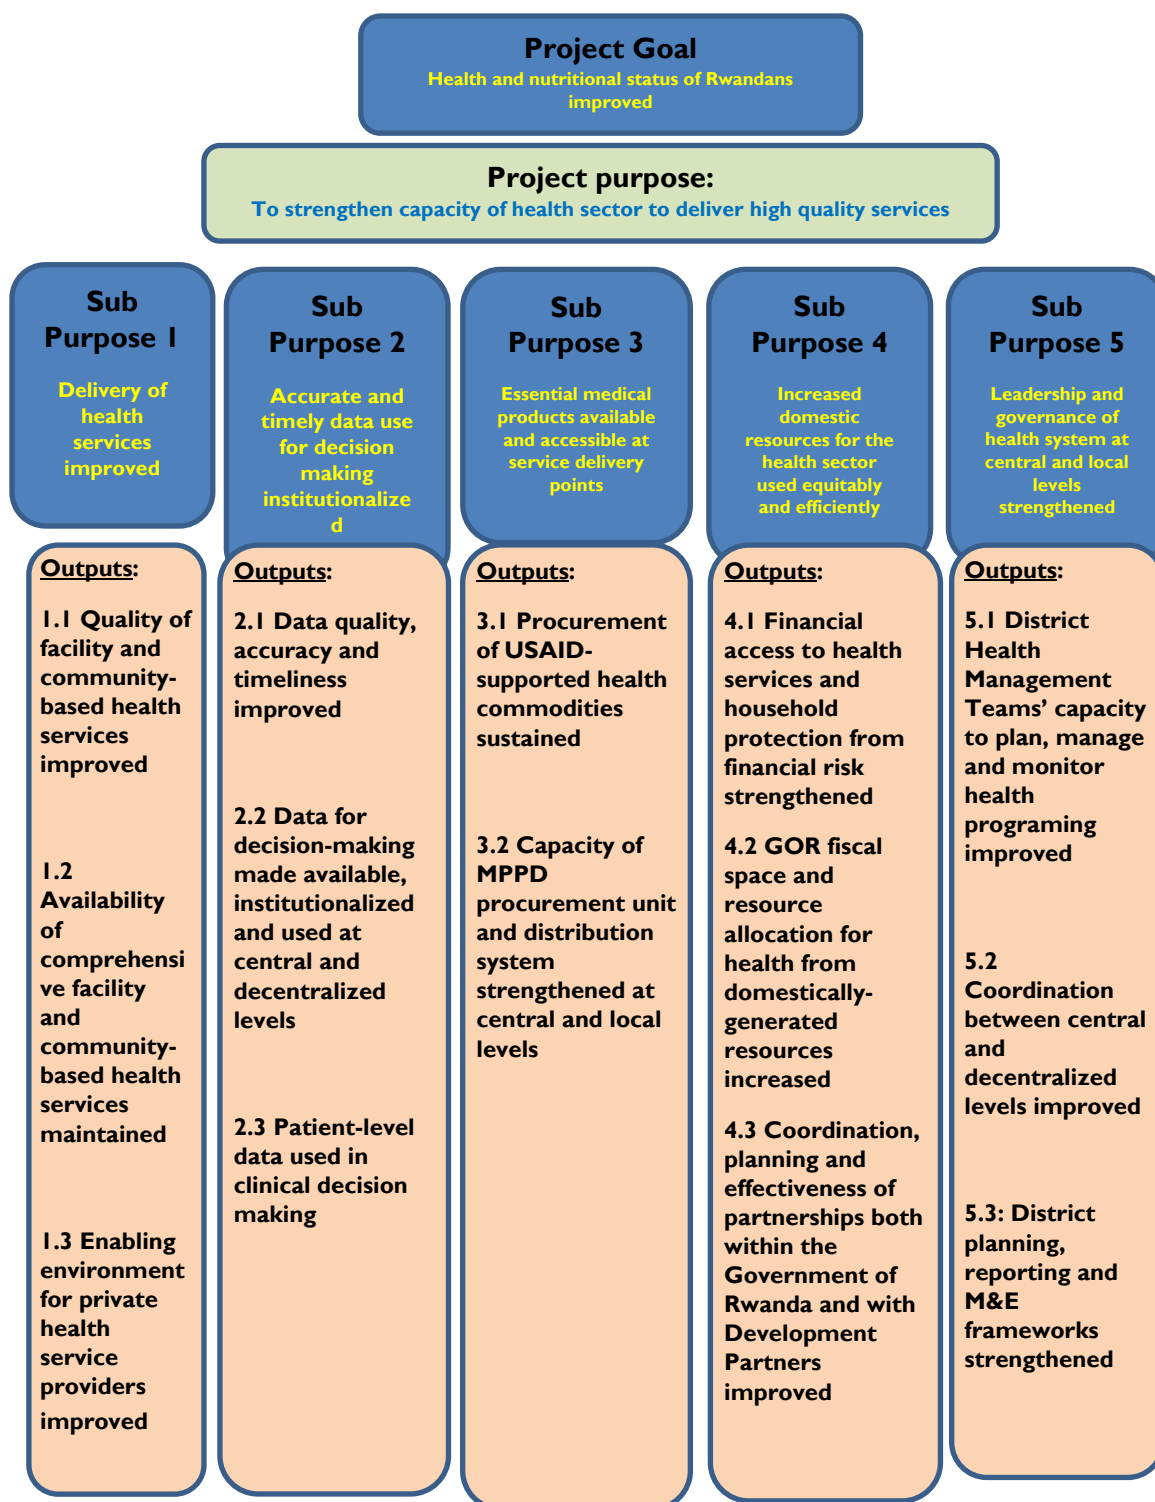 Project Goal
Health and nutritional status of Rwandans
improved
Project purpose:
To strengthen capacity of health sector to deliver high quality services
Sub
Purpose 1
Delivery of
health
services
improved
Sub
Purpose 2
Accurate and
timely data use
for decision
making
institutionalize
d
Sub
Purpose 3
Essential medical
products available
and accessible at
service delivery
points
Sub
Purpose 4
Increased
domestic
resources for the
health sector
used equitably
and efficiently
Sub
Purpose 5
Leadership and
governance of
health system at
central and local
levels
strengthened
Outputs:
1.1 Quality of
facility and
community-
based health
services
improved
1.2
Availability
of
comprehensi
ve facility
and
community-
based health
services
maintained
1.3 Enabling
environment
for private
health
service
providers
improved
Outputs:
2.1 Data quality,
accuracy and
timeliness
improved
2.2 Data for
decision-making
made available,
institutionalized
and used at
central and
decentralized
levels
2.3 Patient-level
data used in
clinical decision
making
Outputs:
3.1 Procurement
of USAID-
supported health
commodities
sustained
3.2 Capacity of
MPPD
procurement unit
and distribution
system
strengthened at
central and local
levels
Outputs:
4.1 Financial
access to health
services and
household
protection from
financial risk
strengthened
4.2 GOR fiscal
space and
resource
allocation for
health from
domestically-
generated
resources
increased
4.3 Coordination,
planning and
effectiveness of
partnerships both
within the
Government of
Rwanda and with
Development
Partners
improved
Outputs:
5.1 District
Health
Management
Teams’ capacity
to plan, manage
and monitor
health
programing
improved
5.2
Coordination
between central
and
decentralized
levels improved
5.3: District
planning,
reporting and
M&E
frameworks
strengthened